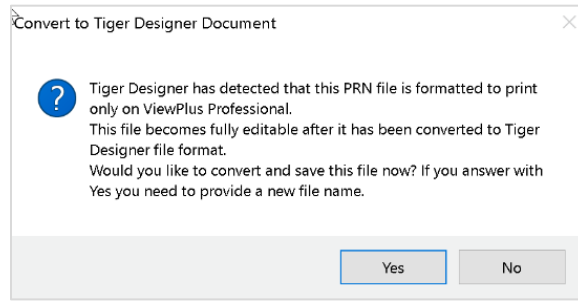 Convert to Tiger Designer Document
Tiger Designer has detected that this PRN file is formatted to print
only on ViewPlus Professional.
This file becomes fully editable after it has been converted to Tiger
Designer file format.
Would you like to convert and save this file now? If you answer with
Yes you need to provide a new file name.
Yes
No